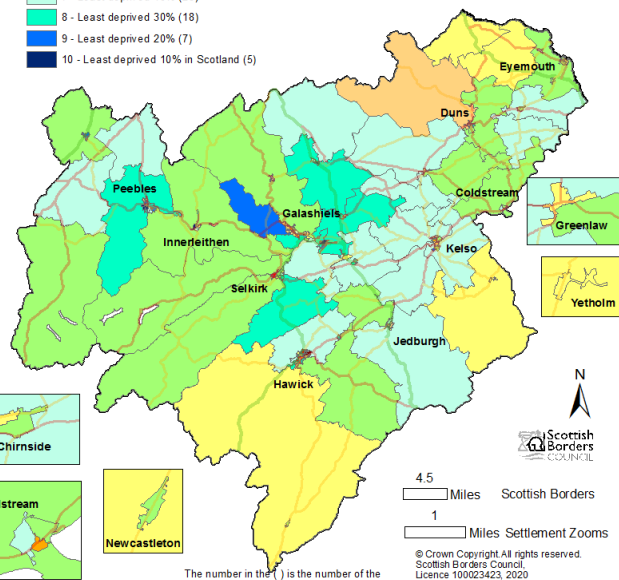 8 - Least deprived 30% (18)
9 - Least deprived 20% (7)
10 - Least deprived 10% in Scotland (5)
Eyemouth
Duns
Peebles
Coldstream
Galashiels
Greenlaw
Innerleithen
Kelso
Selkirk
Yetholm
Jedburgh
Hawick
N
Chirnside
Scottish
Borders
COUNCIL
4.5
Miles Scottish Borders
stream
1
Miles Settlement Zooms
Newcastleton
© Crown Copyright. All rights reserved.
Scottish Borders Council,
Licence 100023423, 2020
The number in the ( ) is the number of the